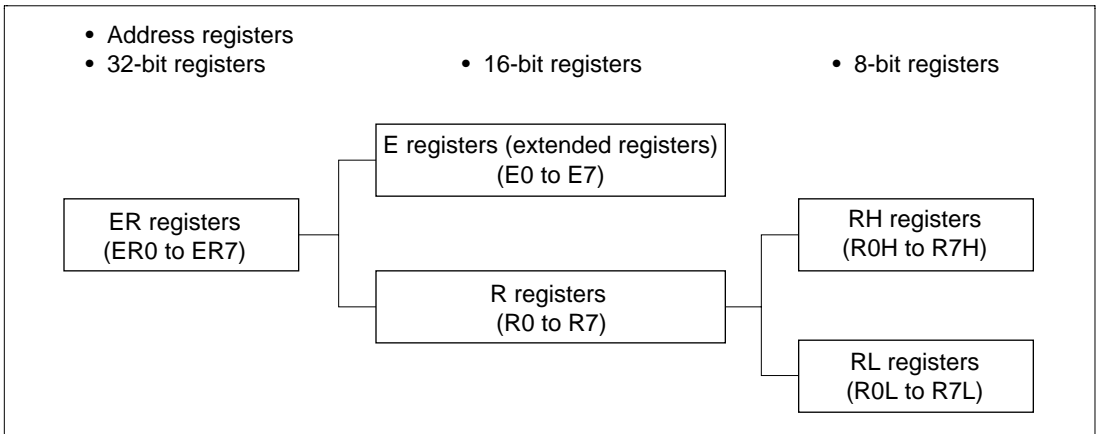 • Address registers
• 32-bit registers
• 16-bit registers
• 8-bit registers
E registers (extended registers)
(E0 to E7)
ER registers
(ER0 to ER7)
RH registers
(R0H to R7H)
R registers
(R0 to R7)
RL registers
(R0L to R7L)